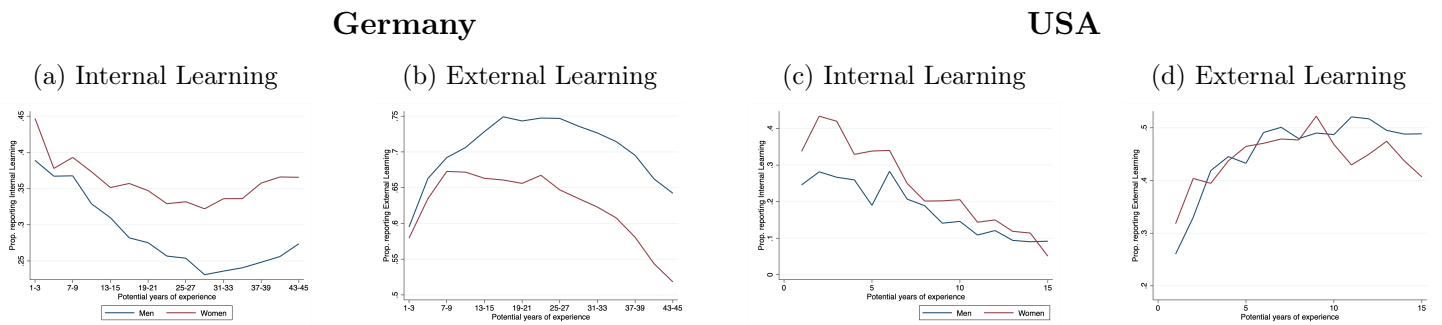 Germany
USA
(a) Internal Learning
(b) External Learning
(c) Internal Learning
(d) External Learning
Prop. reporting Internal Learning
.45
.4
.35
.3
.25
1-3
7-9
13-15
19-21
25-27
31-33
37-39
43-45
Potential years of experience
Men
Women
Prop. reporting External Learning
.75
.7
.65
.6
.55
.5
1-3
7-9
13-15
19-21
25-27
31-33
37-39
43-45
Potential years of experience
Men
Women
Prop. reporting Internal Learning
.4
.3
.2
.1
0
0
5
10
15
Potential years of experience
Men
Women
Prop. reporting External Learning
.5
.4
.3
.2
0
5
10
15
Potential years of experience
Men
Women